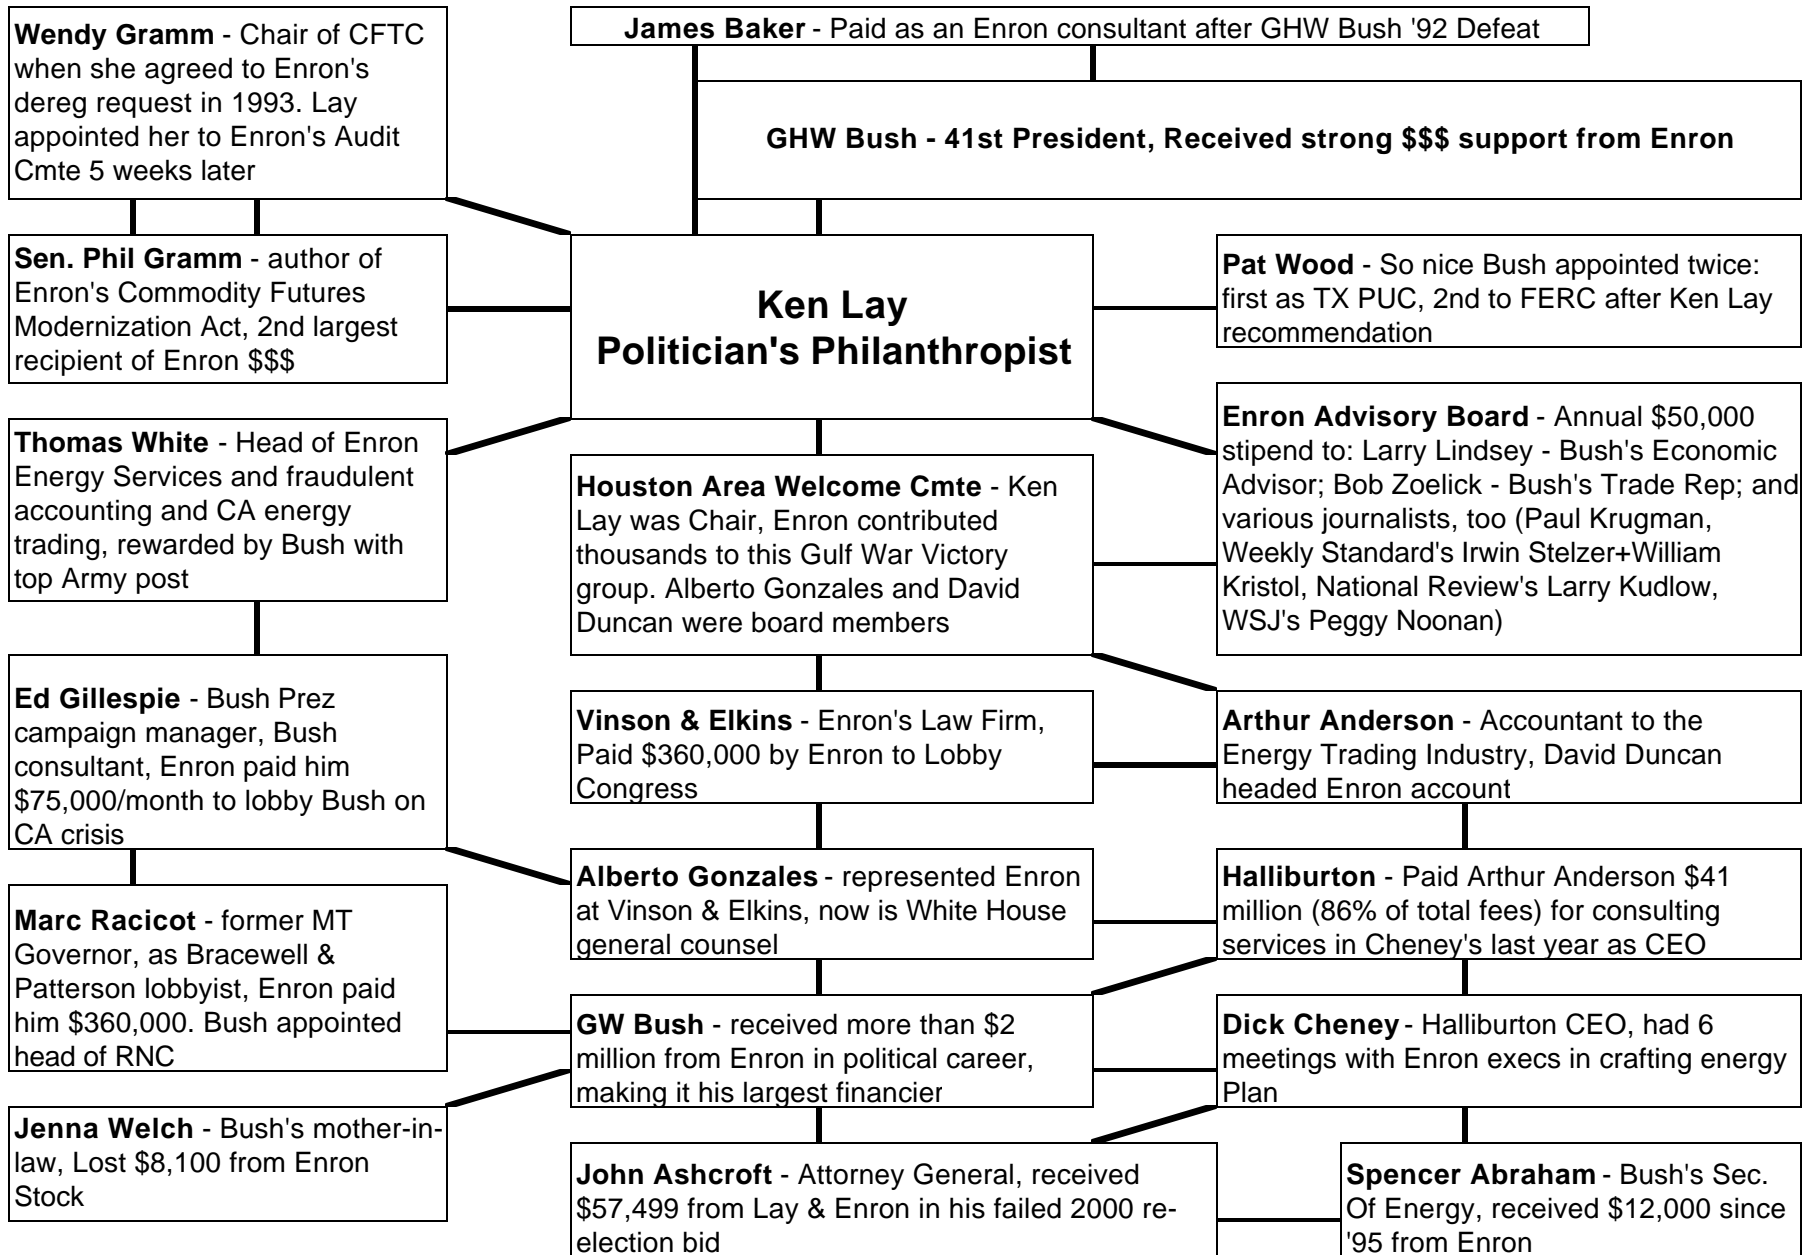 Wendy Gramm - Chair of CFTC
when she agreed to Enron's
dereg request in 1993. Lay
appointed her to Enron's Audit
Cmte 5 weeks later
James Baker - Paid as an Enron consultant after GHW Bush '92 Defeat
GHW Bush - 41st President, Received strong $$$ support from Enron
Sen. Phil Gramm - author of
Enron's Commodity Futures
Modernization Act, 2nd largest
recipient of Enron $$$
Ken Lay
Politician's Philanthropist
Pat Wood - So nice Bush appointed twice:
first as TX PUC, 2nd to FERC after Ken Lay
recommendation
Thomas White - Head of Enron
Energy Services and fraudulent
accounting and CA energy
trading, rewarded by Bush with
top Army post
Houston Area Welcome Cmte - Ken
Lay was Chair, Enron contributed
thousands to this Gulf War Victory
group. Alberto Gonzales and David
Duncan were board members
Enron Advisory Board - Annual $50,000
stipend to: Larry Lindsey - Bush's Economic
Advisor; Bob Zoelick - Bush's Trade Rep; and
various journalists, too (Paul Krugman,
Weekly Standard's Irwin Stelzer+William
Kristol, National Review's Larry Kudlow,
WSJ's Peggy Noonan)
Ed Gillespie - Bush Prez
campaign manager, Bush
consultant, Enron paid him
$75,000/month to lobby Bush on
CA crisis
Vinson & Elkins - Enron's Law Firm,
Paid $360,000 by Enron to Lobby
Congress
Arthur Anderson - Accountant to the
Energy Trading Industry, David Duncan
headed Enron account
Marc Racicot - former MT
Governor, as Bracewell &
Patterson lobbyist, Enron paid
him $360,000. Bush appointed
head of RNC
Alberto Gonzales - represented Enron
at Vinson & Elkins, now is White House
general counsel
Halliburton - Paid Arthur Anderson $41
million (86% of total fees) for consulting
services in Cheney's last year as CEO
GW Bush - received more than $2
million from Enron in political career,
making it his largest financier
Dick Cheney - Halliburton CEO, had 6
meetings with Enron execs in crafting energy
Plan
Jenna Welch - Bush's mother-in-
law, Lost $8,100 from Enron
Stock
John Ashcroft - Attorney General, received
$57,499 from Lay & Enron in his failed 2000 re-
election bid
Spencer Abraham - Bush's Sec.
Of Energy, received $12,000 since
'95 from Enron